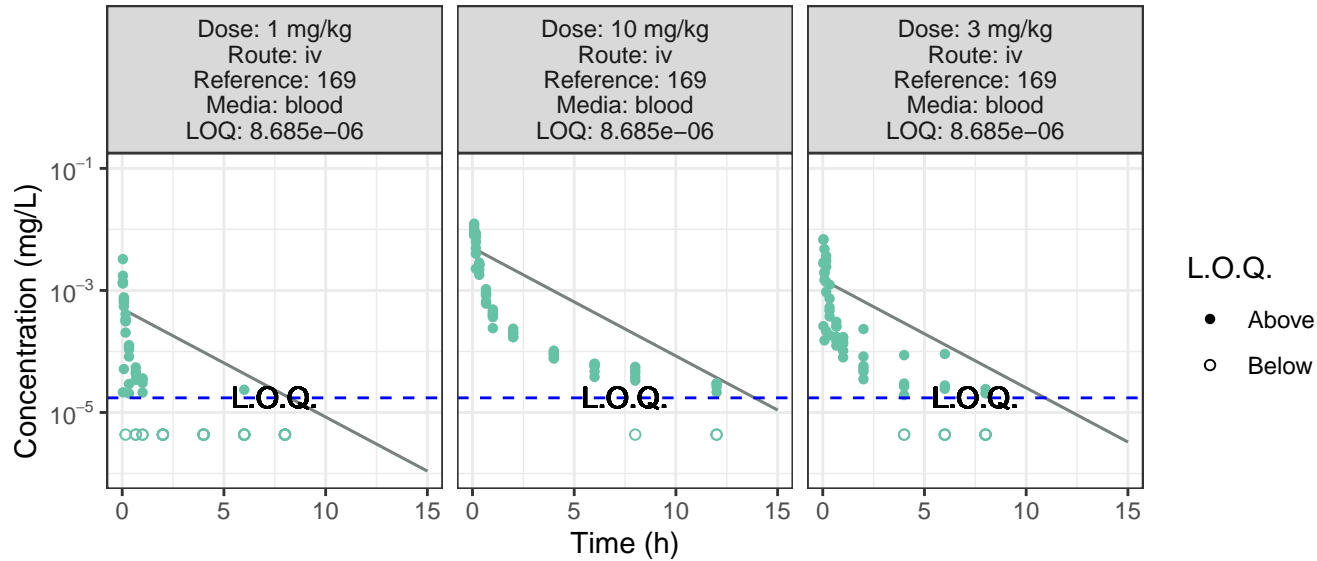 Dose: 1 mg/kg
Route: iv
Reference: 169
Media: blood
LOQ: 8.685e−06
Dose: 10 mg/kg
Route: iv
Reference: 169
Media: blood
LOQ: 8.685e−06
Dose: 3 mg/kg
Route: iv
Reference: 169
Media: blood
LOQ: 8.685e−06
Concentration (mg/L)
10⁻¹
10⁻³
10⁻⁵
L.O.Q.
L.O.Q.
L.O.Q.
0 5 10 15
0 5 10 15
0 5 10 15
Time (h)
L.O.Q.
Above
Below